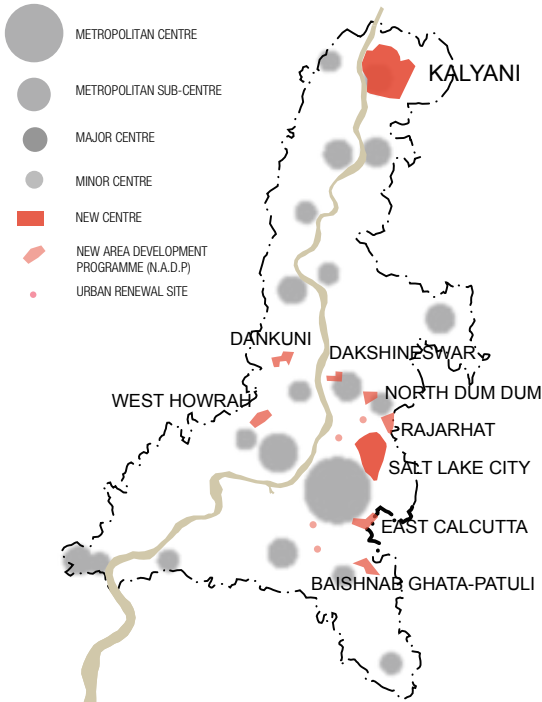 METROPOLITAN CENTRE
METROPOLITAN SUB-CENTRE
MAJOR CENTRE
MINOR CENTRE
NEW CENTRE
NEW AREA DEVELOPMENT
PROGRAMME (N.A.D.P)
URBAN RENEWAL SITE
KALYANI
DANKUNI
DAKSHINESWAR
WEST HOWRAH
NORTH DUM DUM
RAJARHAT
SALT LAKE CITY
EAST CALCUTTA
BAISHNAB GHATA-PATULI